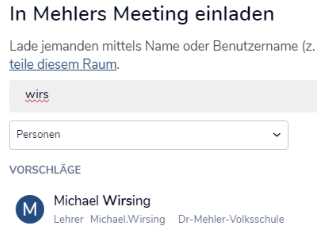 In Mehlers Meeting einladen
Lade jemanden mittels Name oder Benutzername (z.
teile diesem Raum.
wirs
Personen
VORSCHLÄGE
M
Michael Wirsing
Lehrer Michael.Wirsing Dr-Mehler-Volksschule